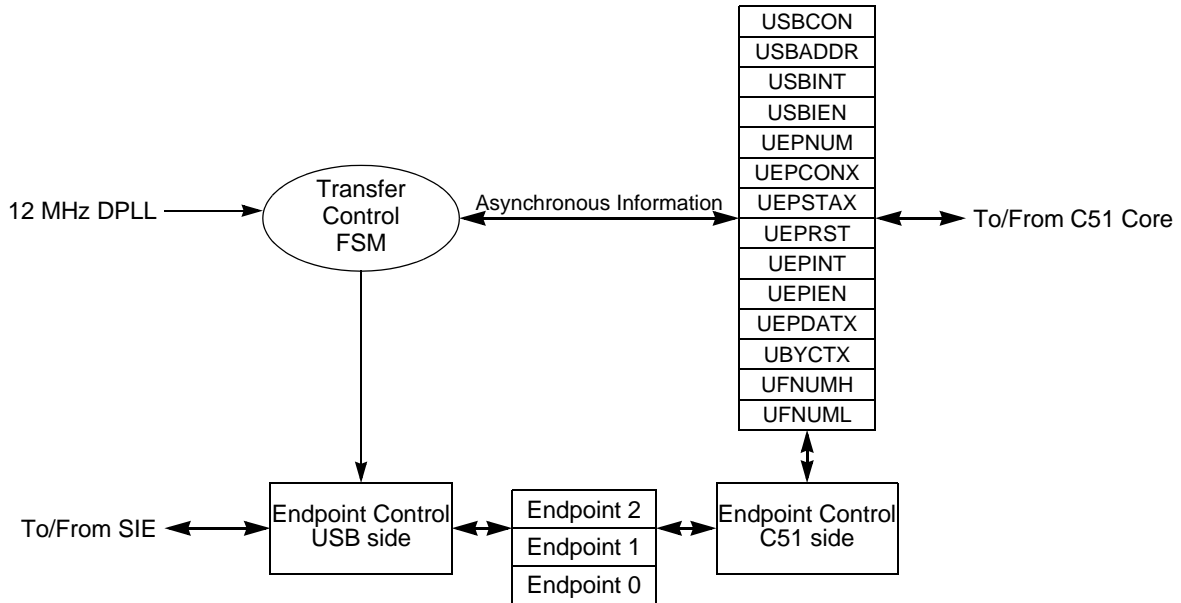 USBCON
USBADDR
USBINT
USBIEN
UEPNUM
UEPCONX
UEPSTAX
UEPRST
UEPINT
UEPIEN
UEPDATX
UBYCTX
UFNUMH
UFNUML
12 MHz DPLL
Transfer
Control
FSM
Asynchronous Information
To/From C51 Core
To/From SIE
Endpoint Control
USB side
Endpoint 2
Endpoint 1
Endpoint 0
Endpoint Control
C51 side